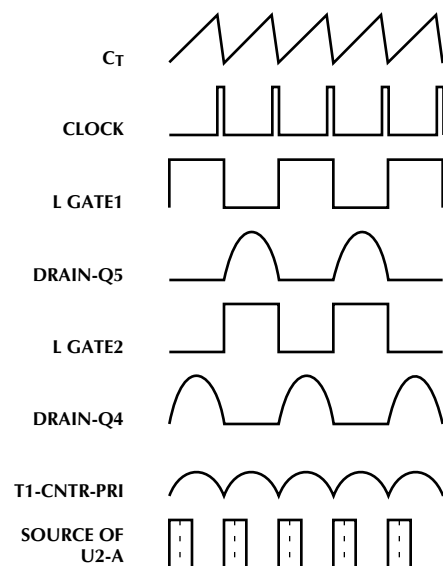 CT
CLOCK
L GATE1
DRAIN-Q5
L GATE2
DRAIN-Q4
T1-CNTR-PRI
SOURCE OF
U2-A